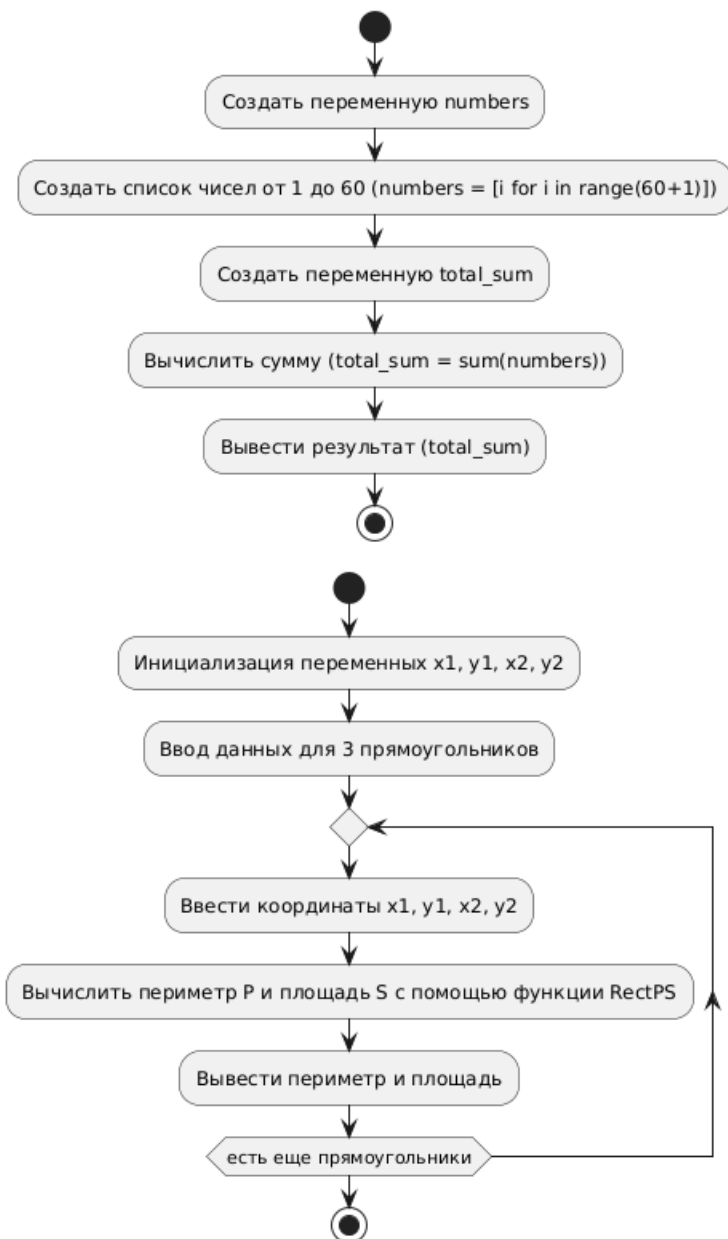 Создать переменную numbers
Создать список чисел от 1 до 60 (numbers = [i for i in range(60+1)])
Создать переменную total_sum
Вычислить сумму (total_sum = sum(numbers))
Вывести результат (total_sum)
Инициализация переменных x1, y1, x2, y2
Ввод данных для 3 прямоугольников
Ввести координаты x1, y1, x2, y2
Вычислить периметр P и площадь S с помощью функции RectPS
Вывести периметр и площадь
есть еще прямоугольники